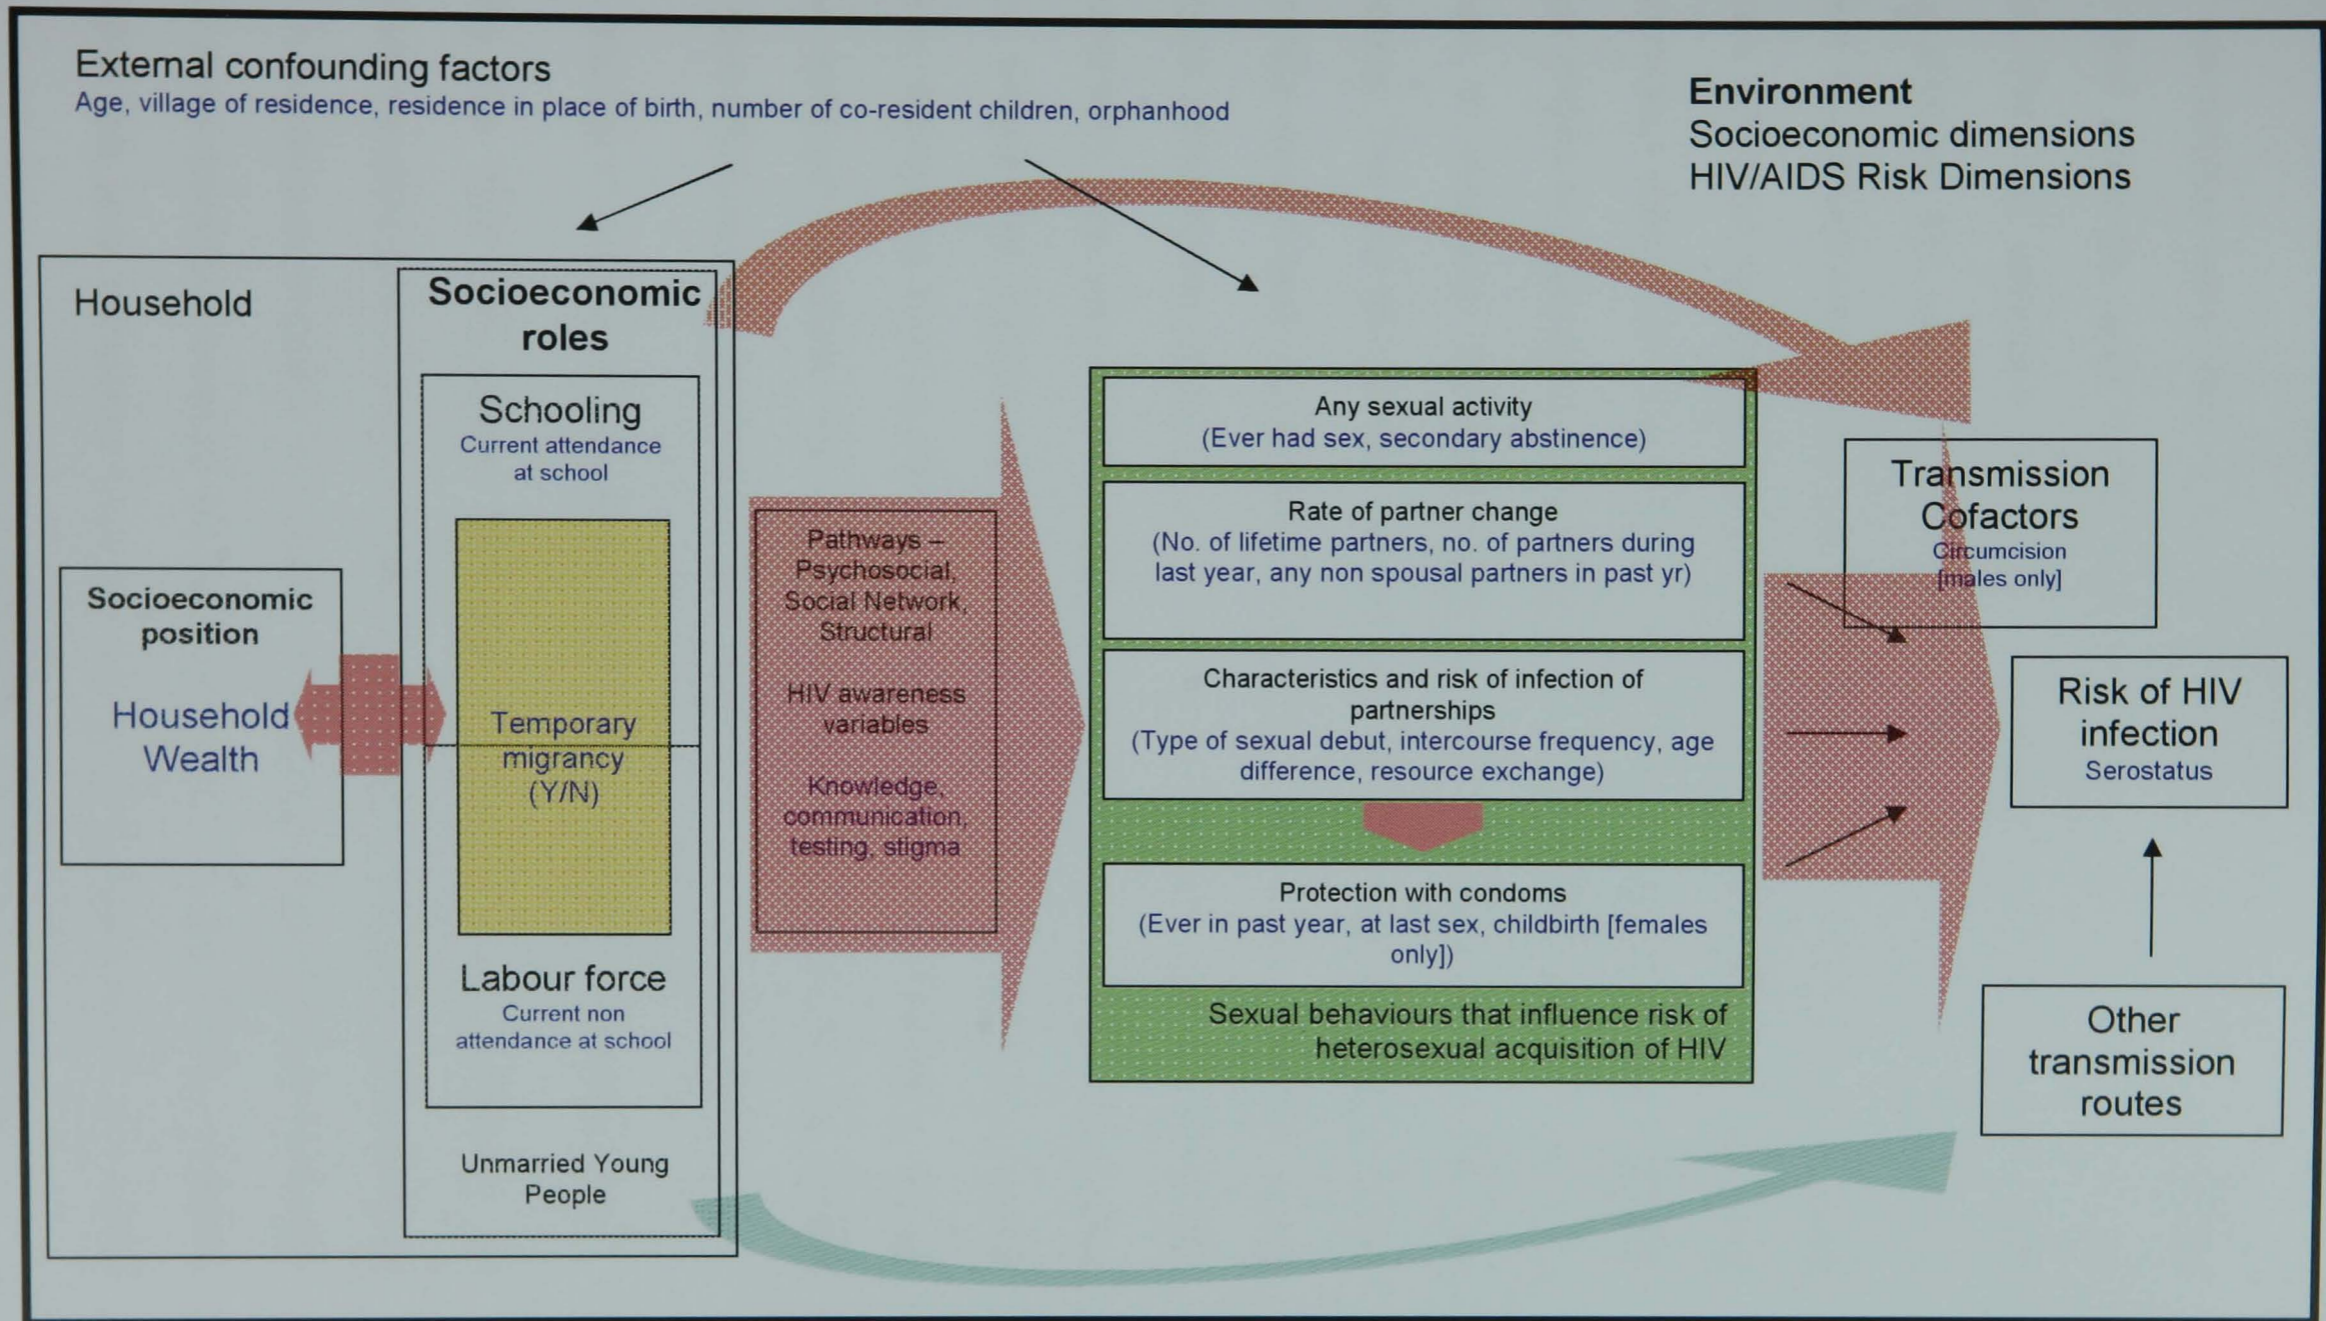 External confounding factors
Age, village of residence, residence in place of birth, number of co-resident children, orphanhood
Environment
Socioeconomic dimensions
HIV/AIDS Risk Dimensions
Household
Socioeconomic
position
Household
Wealth
Socioeconomic
roles
Schooling
Current attendance
at school
Temporary
migrancy
(Y/N)
Labour force
Current non
attendance at school
Unmarried Young
People
Pathways –
Psychosocial,
Social Network,
Structural
HIV awareness
variables
Knowledge,
communication,
testing, stigma
Any sexual activity
(Ever had sex, secondary abstinence)
Rate of partner change
(No. of lifetime partners, no. of partners during
last year, any non spousal partners in past yr)
Characteristics and risk of infection of
partnerships
(Type of sexual debut, intercourse frequency, age
difference, resource exchange)
Protection with condoms
(Ever in past year, at last sex, childbirth [females
only])
Sexual behaviours that influence risk of
heterosexual acquisition of HIV
Transmission
Cofactors
Circumcision
[males only]
Risk of HIV
infection
Serostatus
Other
transmission
routes